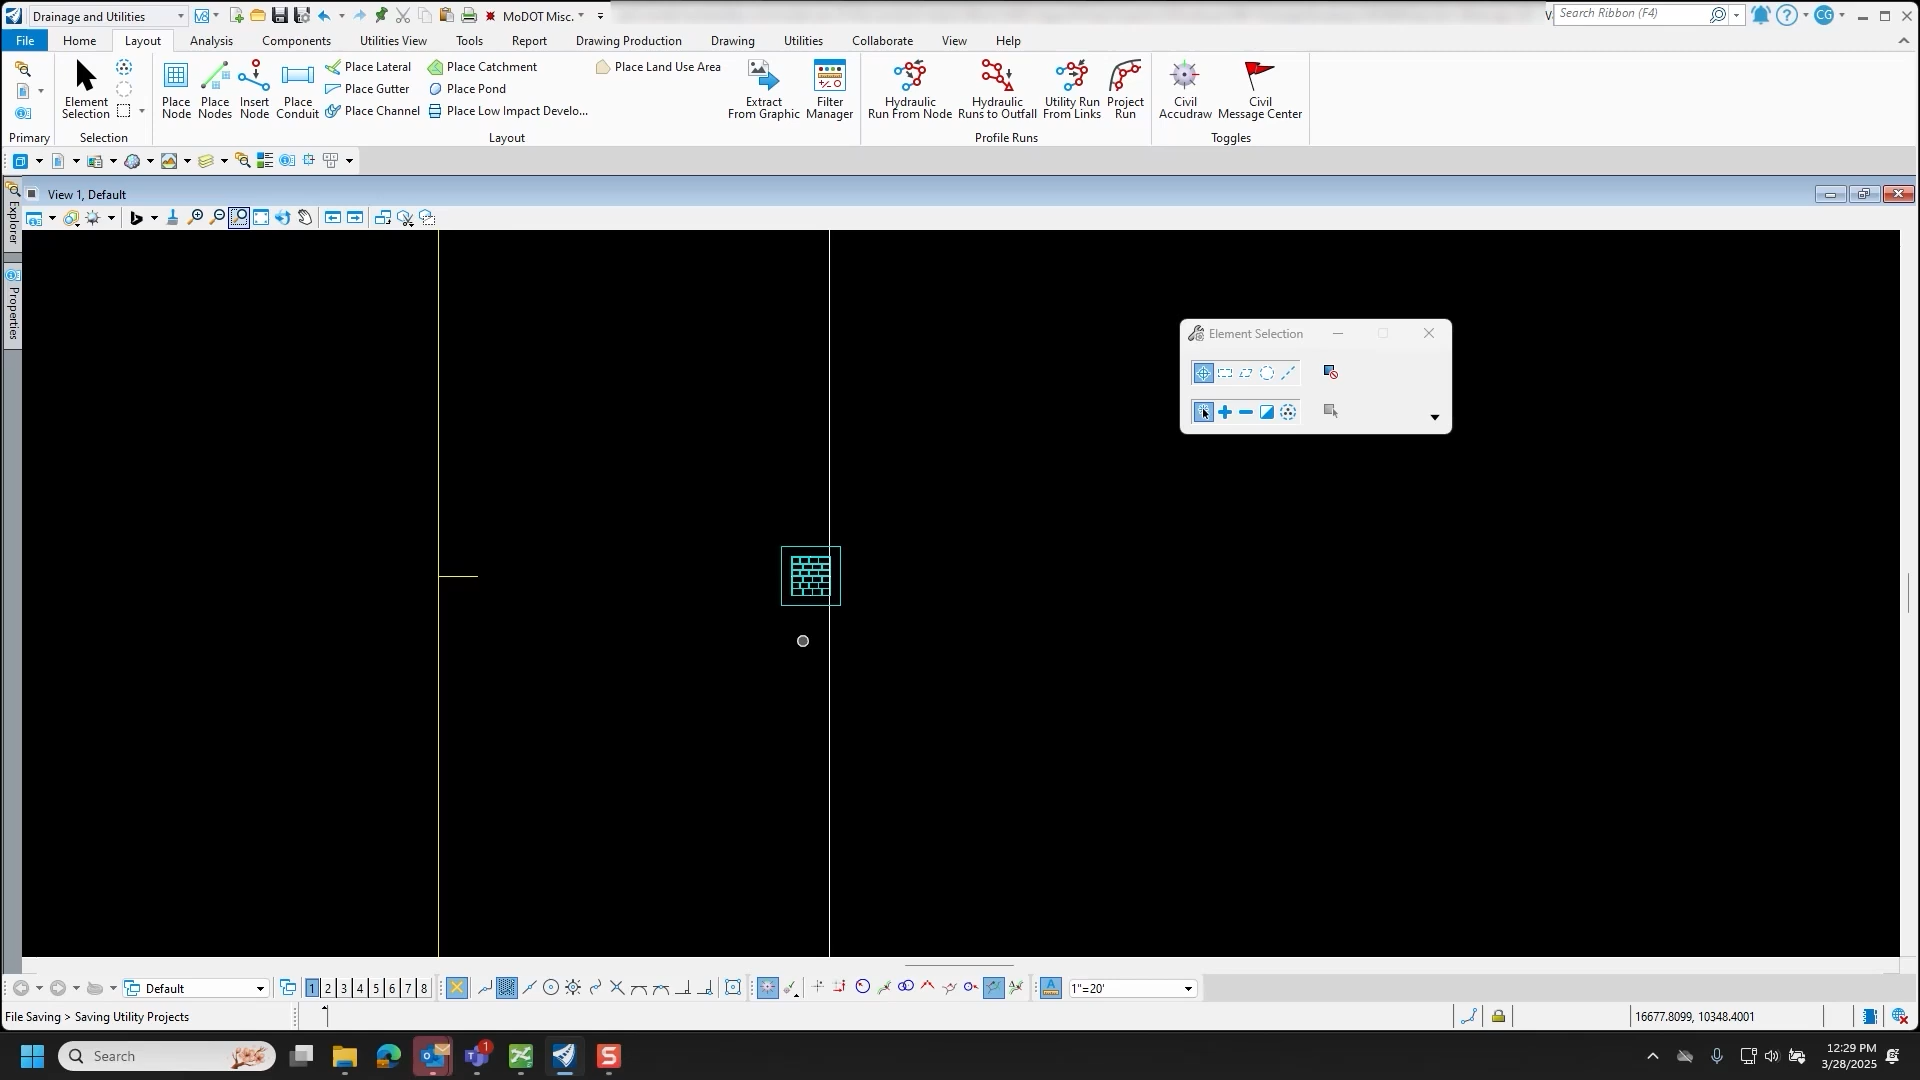 Drainage and Utilities
MoDOT Misc.
Search Ribbon (F4)
CG
File
Home
Layout
Analysis
Components
Utilities View
Tools
Report
Drawing Production
Drawing
Utilities
Collaborate
View
Help
Element Selection
Place Node
Place Nodes
Insert Node
Place Conduit
Place Lateral
Place Gutter
Place Channel
Place Catchment
Place Pond
Place Low Impact Develo...
Place Land Use Area
Extract From Graphic
Filter Manager
Hydraulic Run From Node
Hydraulic Runs to Outfall
Utility Run From Links
Project Run
Civil Accudraw
Civil Message Center
Primary
Selection
Layout
Profile Runs
Toggles
View 1, Default
Explorer
Properties
Element Selection
Default
1 2 3 4 5 6 7 8
1"=20'
File Saving > Saving Utility Projects
16677.8099, 10348.4001
Search
1
12:29 PM
3/28/2025